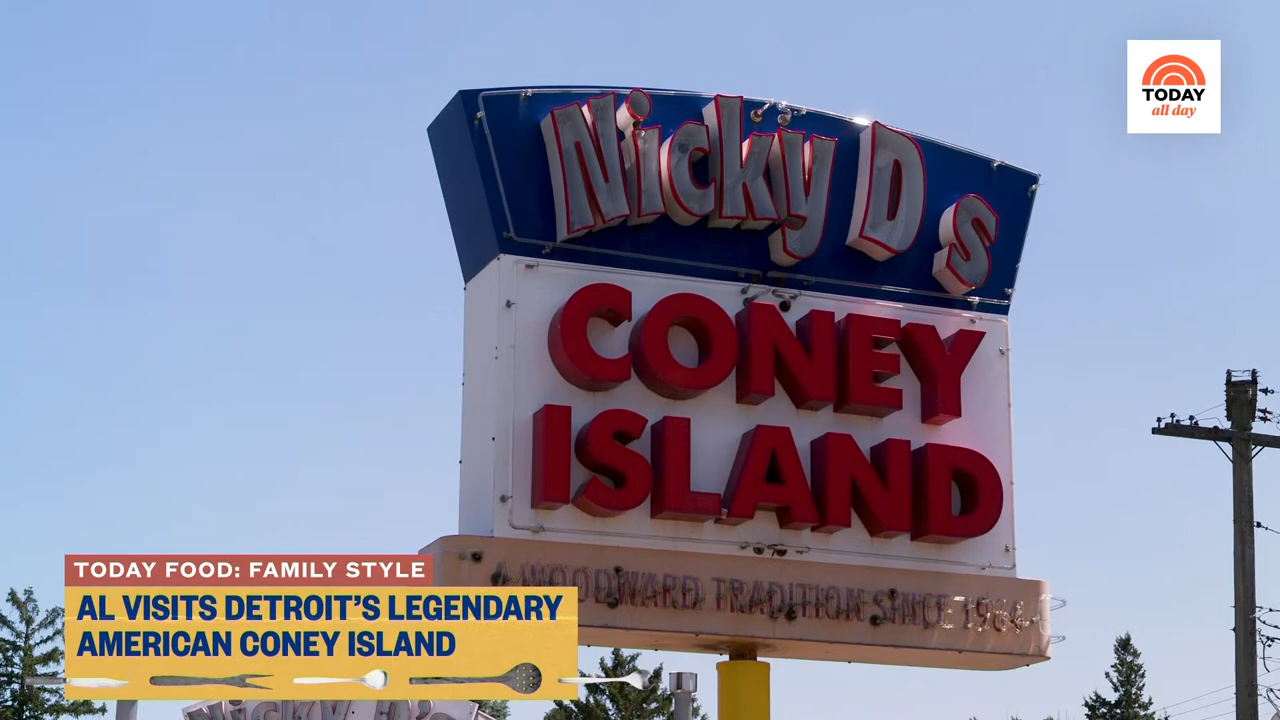 TODAY
all day
Nicky D s
CONEY
ISLAND
A WOODWARD TRADITION SINCE 1964
TODAY FOOD: FAMILY STYLE
AL VISITS DETROIT'S LEGENDARY
AMERICAN CONEY ISLAND
Nicky D's